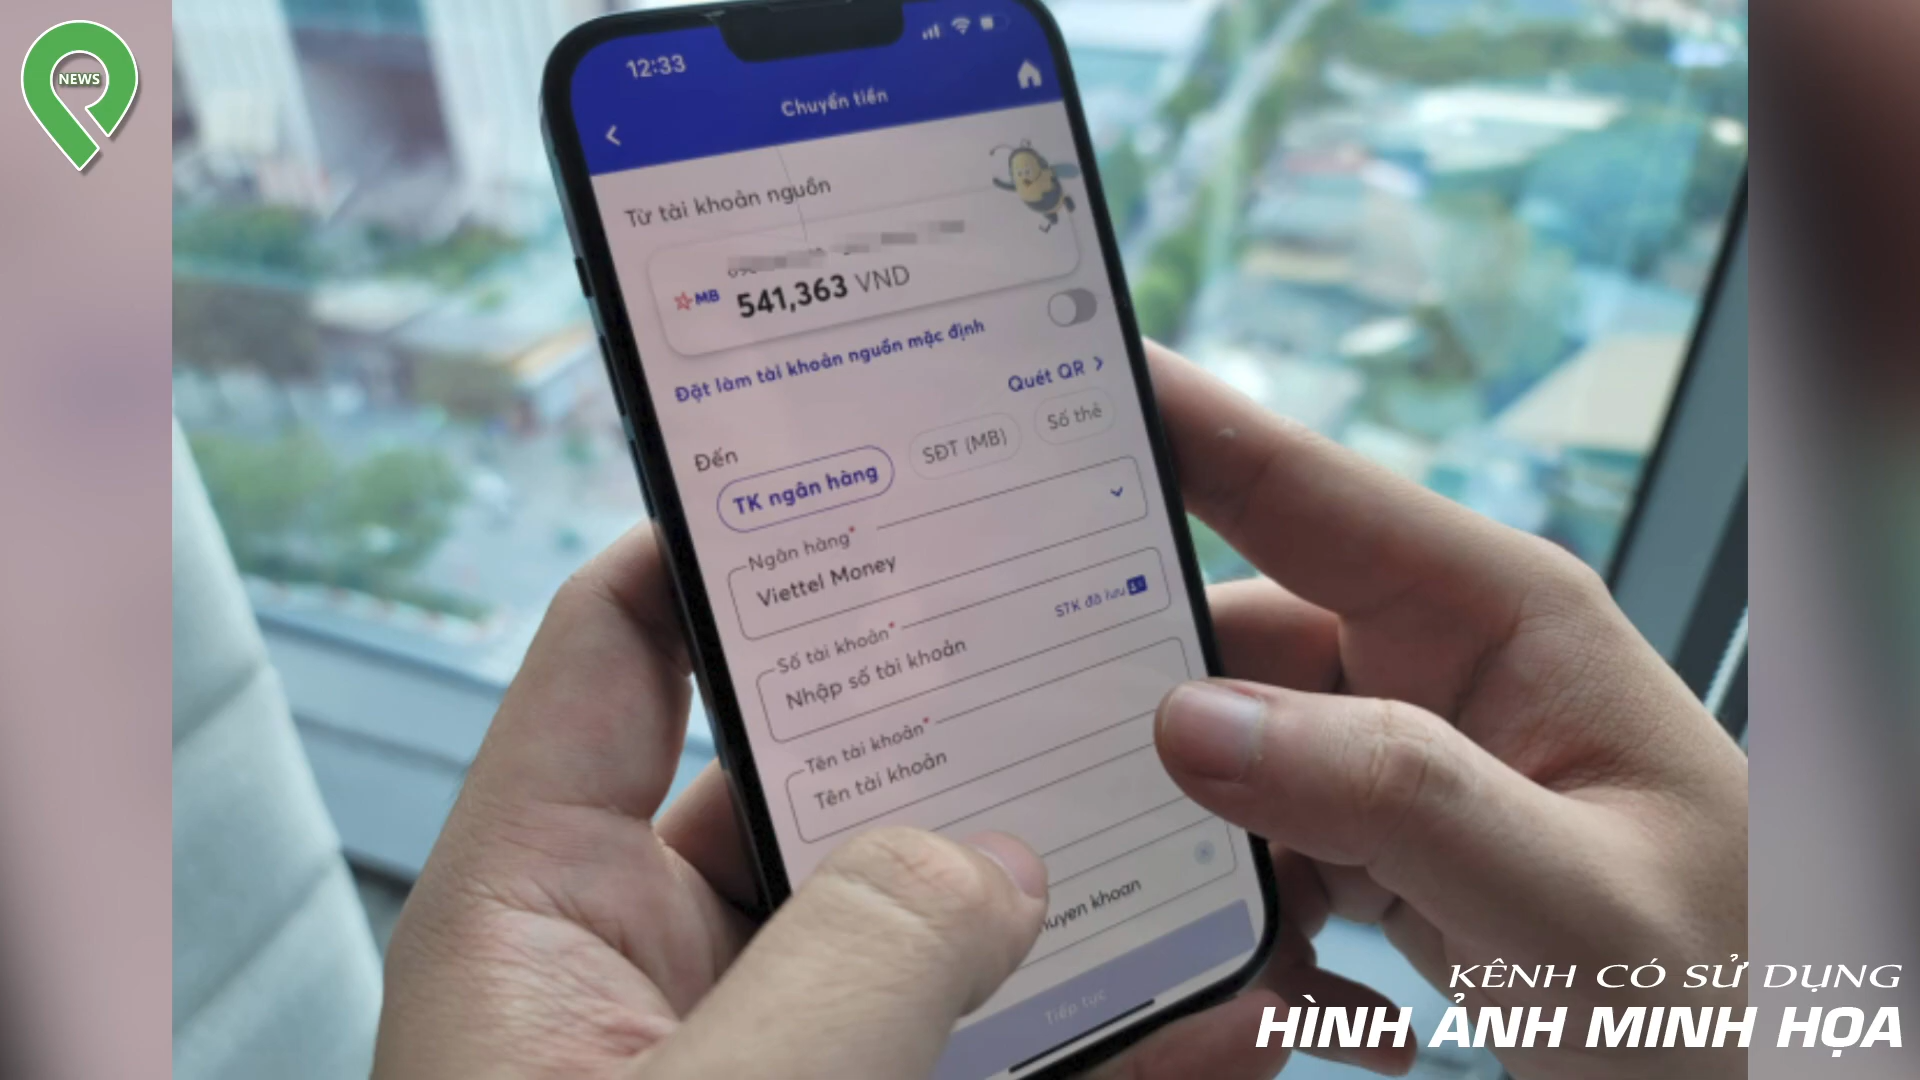 NEWS
12:33
Chuyển tiền
Từ tài khoản nguồn
MB
541,363 VND
Đặt làm tài khoản nguồn mặc định
Quét QR
Đến
TK ngân hàng
SĐT (MB)
Số thẻ
Ngân hàng*
Viettel Money
Số tài khoản*
Nhập số tài khoản
STK đã lưu
Tên tài khoản*
Tên tài khoản
khoan
Tiếp tục
KÊNH CÓ SỬ DỤNG
HÌNH ẢNH MINH HỌA